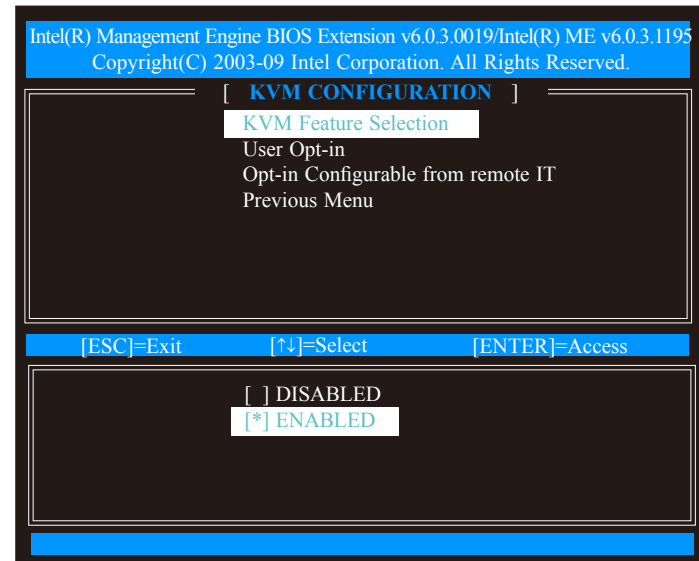 Intel(R) Management Engine BIOS Extension v6.0.3.0019/Intel(R) ME v6.0.3.1195
Copyright(C) 2003-09 Intel Corporation. All Rights Reserved.
[ KVM CONFIGURATION ]
KVM Feature Selection
User Opt-in
Opt-in Configurable from remote IT
Previous Menu
[ESC]=Exit [↑↓]=Select [ENTER]=Access
[ ] DISABLED
[*] ENABLED